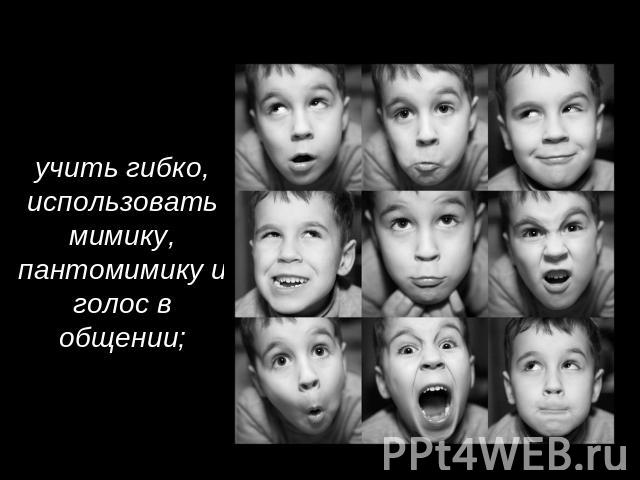 учить гибко,
использовать
мимику,
пантомимику и
голос в
общении;
PPt4WEB.ru